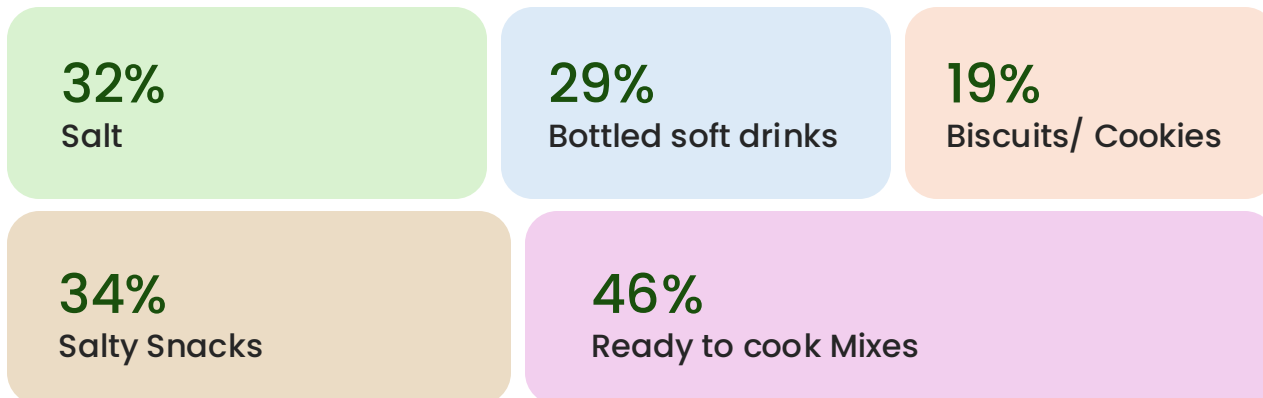 32%
Salt
29%
Bottled soft drinks
19%
Biscuits/ Cookies
34%
Salty Snacks
46%
Ready to cook Mixes